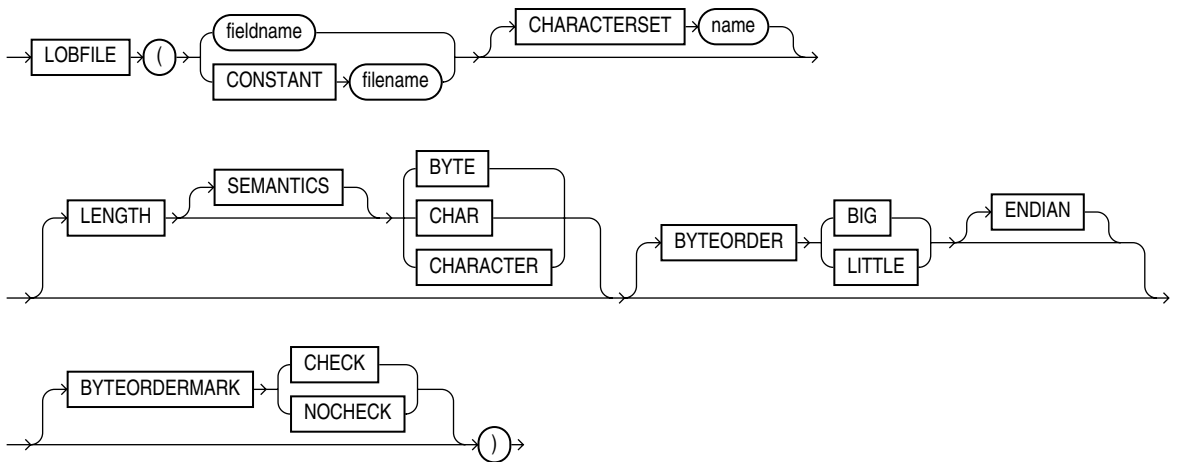 fieldname
CHARACTERSET name
LOBFILE (
CONSTANT filename
SEMANTICS
BYTE
LENGTH
CHAR
CHARACTER
BIG
ENDIAN
BYTEORDER
LITTLE
CHECK
BYTEORDERMARK
NOCHECK
)